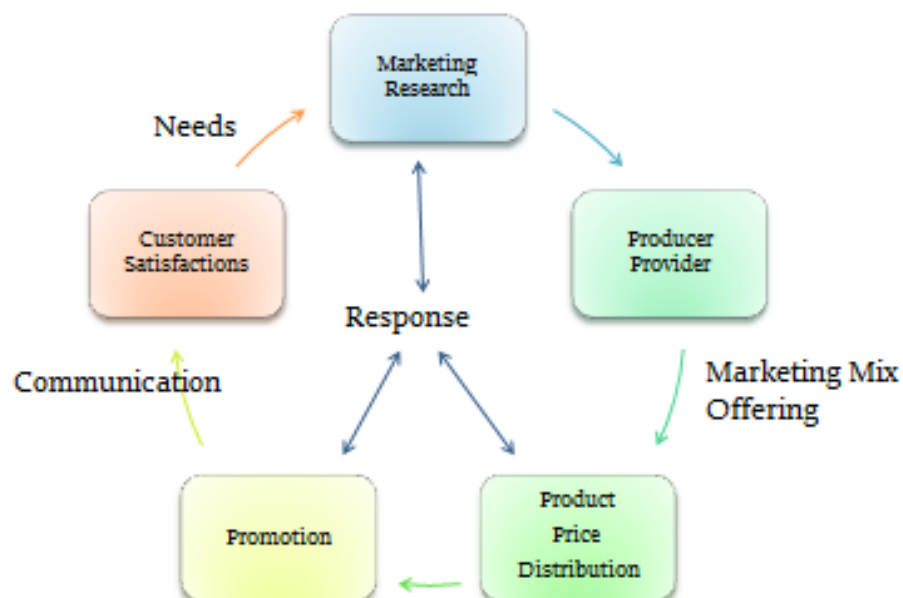 Marketing
Research
Needs
Customer
Satisfactions
Producer
Provider
Response
Communication
Marketing Mix
Offering
Promotion
Product
Price
Distribution